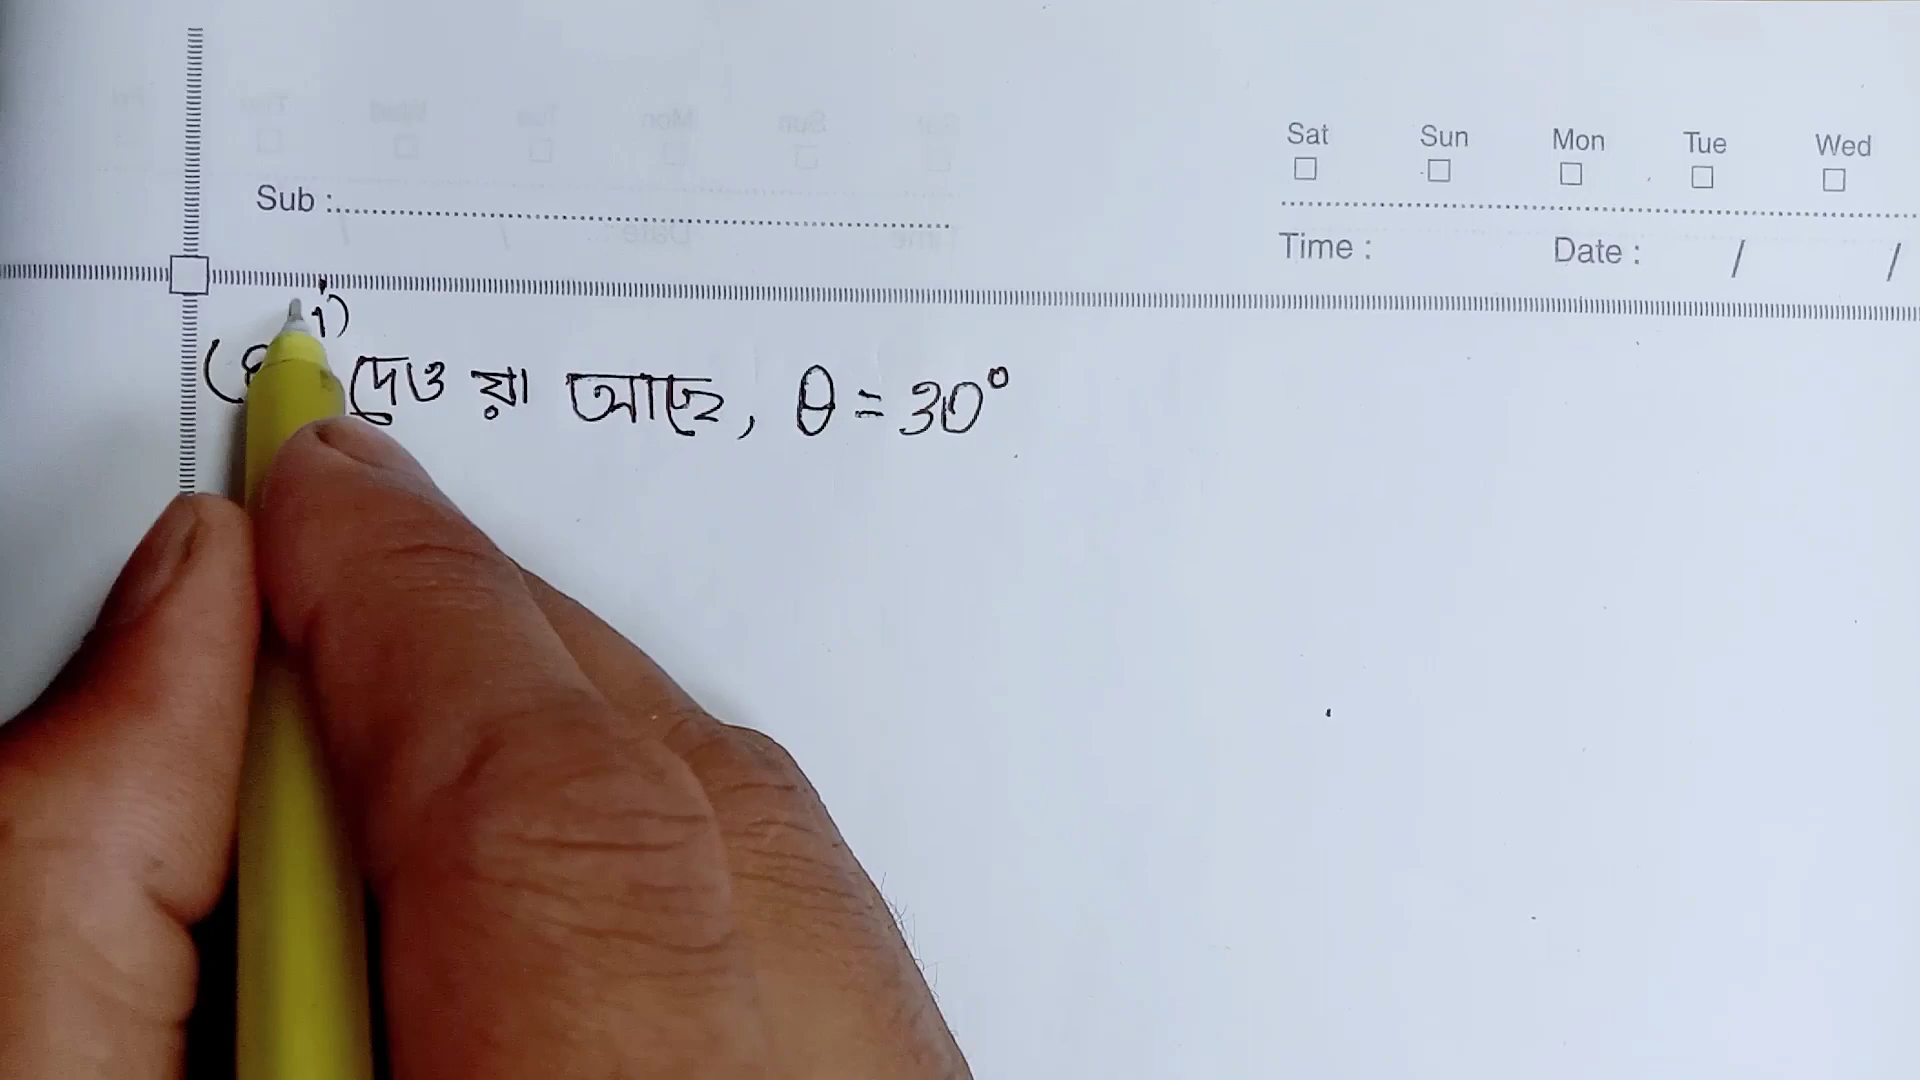 Sat Sun Mon Tue Wed
Sub :
Time : Date : / /
i)
( দেওয়া আছে, θ = 30°